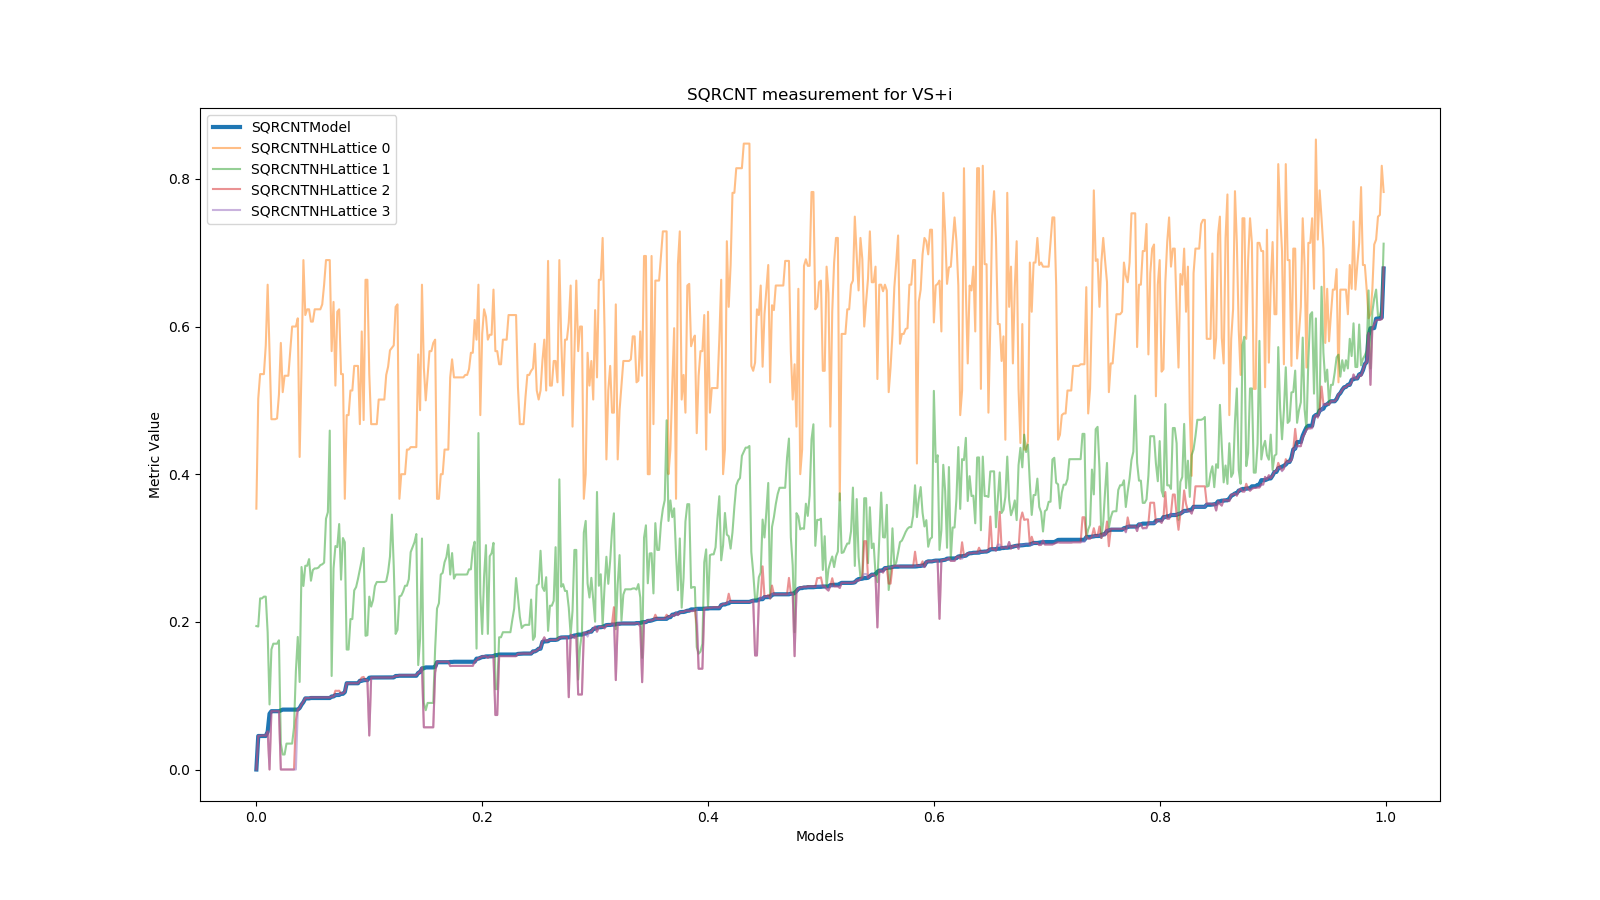 SQRCNT measurement for VS+i
SQRCNTModel
SQRCNTNHLattice 0
SQRCNTNHLattice 1
SQRCNTNHLattice 2
SQRCNTNHLattice 3
0.8
0.6
0.4
0.2
0.0
Metric Value
0.0 0.2 0.4 0.6 0.8 1.0
Models